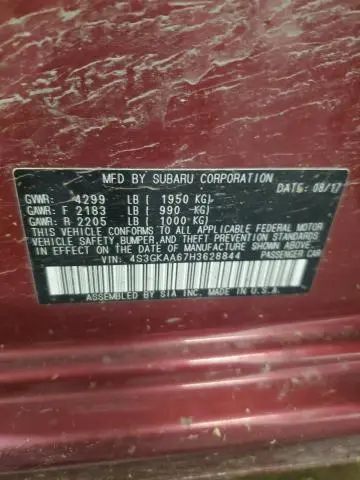 MFD BY SUBARU CORPORATION DATE: 08/17
GVWR: 4299 LB ( 1950 KG)
GAWR: F 2183 LB ( 990 KG)
GAWR: R 2205 LB ( 1000 KG)
THIS VEHICLE CONFORMS TO ALL APPLICABLE FEDERAL MOTOR
VEHICLE SAFETY, BUMPER, AND THEFT PREVENTION STANDARDS
IN EFFECT ON THE DATE OF MANUFACTURE SHOWN ABOVE.
VIN: 4S3GKAA67H3628844 PASSENGER CAR
ASSEMBLED BY SIA INC. MADE IN U.S.A.